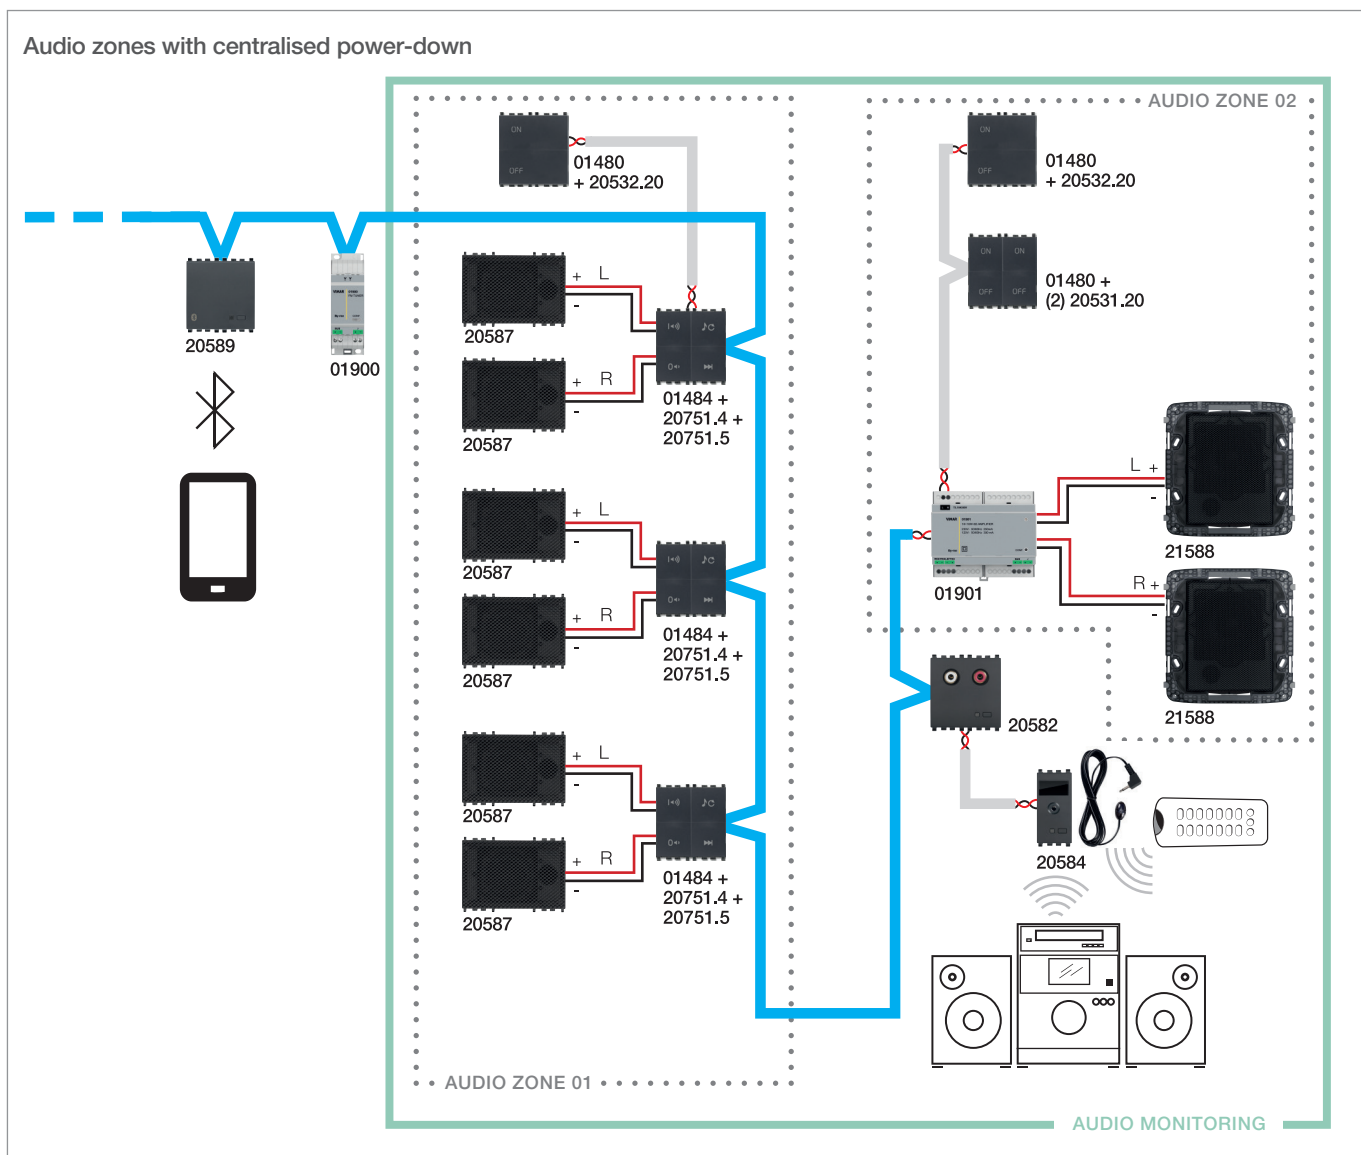 Audio zones with centralised power-down
AUDIO ZONE 02
ON
OFF
01480
+ 20532.20
ON
OFF
01480
+ 20532.20
ON ON
OFF OFF
01480 +
(2) 20531.20
20589
01900
+ L
-
20587
+ R
-
20587
01484 +
20751.4 +
20751.5
+ L
-
20587
+ R
-
20587
01484 +
20751.4 +
20751.5
+ L
-
20587
+ R
-
20587
01484 +
20751.4 +
20751.5
VIMAR
01901
01901
L +
-
21588
R +
-
21588
20582
20584
AUDIO ZONE 01
AUDIO MONITORING